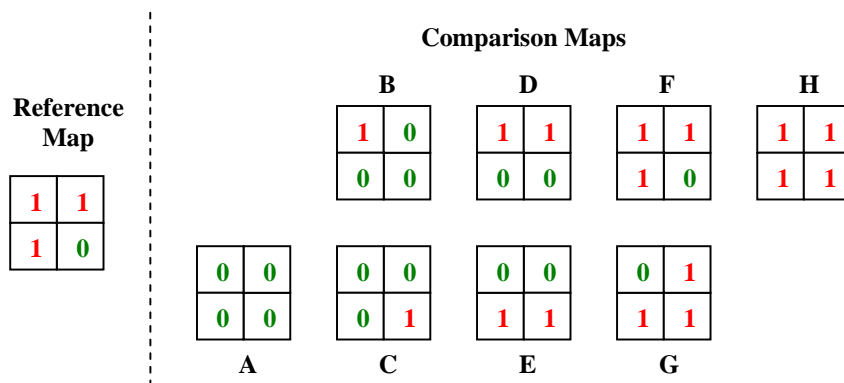 Comparison Maps
Reference
Map
B D F H
1 0 1 1 1 1 1 1
0 0 0 0 1 0 1 1
1 1
1 0
0 0 0 0 0 0 0 1
0 0 0 1 1 1 1 1
A C E G